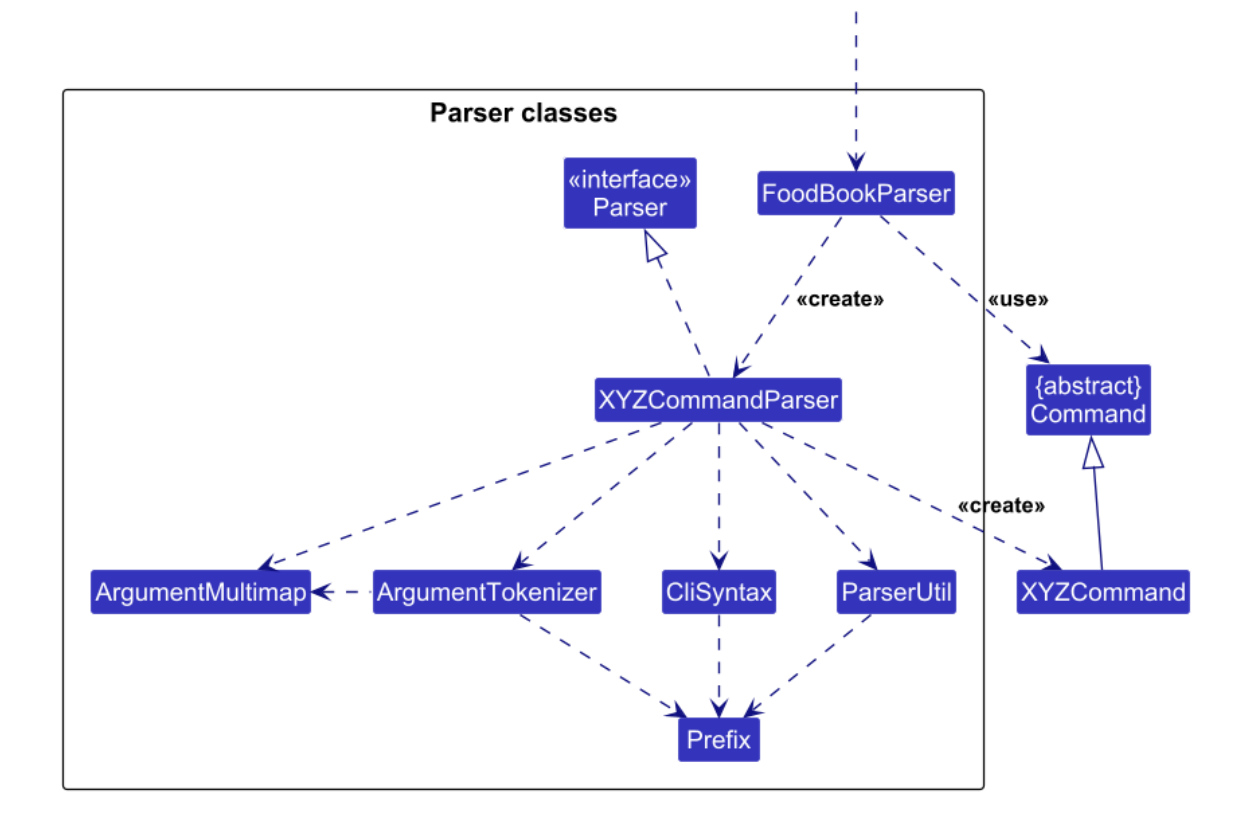 Parser classes
«interface»
Parser
FoodBookParser
«create»
«use»
XYZCommandParser
{abstract}
Command
«create»
ArgumentMultimap
ArgumentTokenizer
CliSyntax
ParserUtil
XYZCommand
Prefix